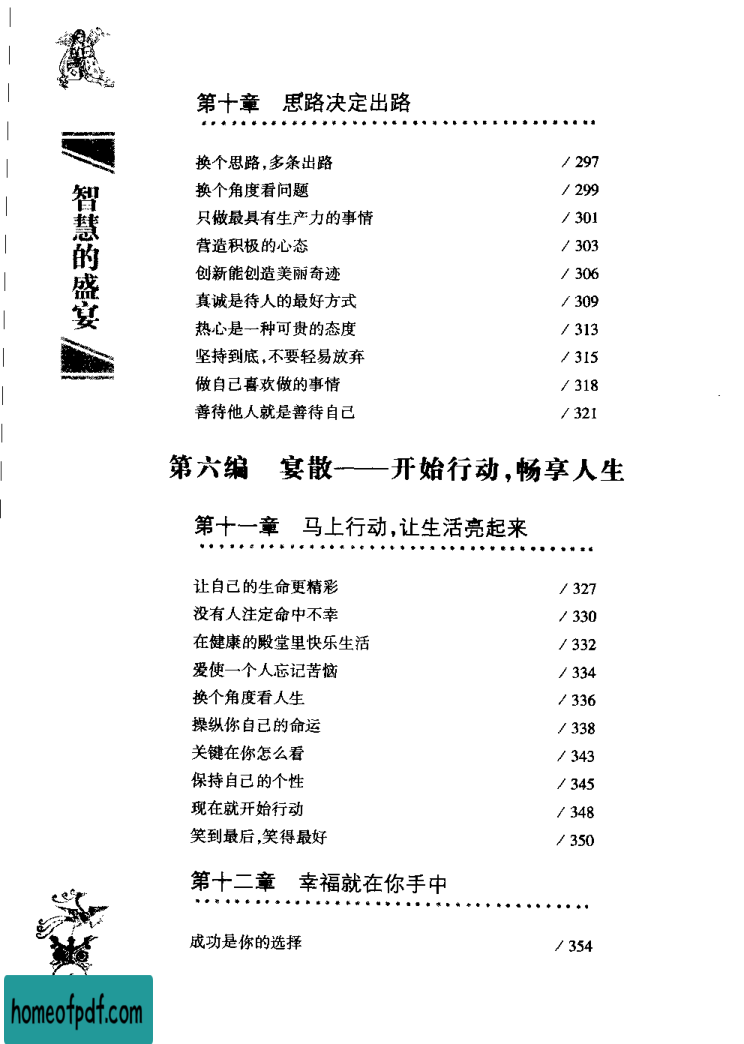 智慧的盛宴
第十章 思路决定出路
换个思路,多条出路 / 297
换个角度看问题 / 299
只做最具有生产力的事情 / 301
营造积极的心态 / 303
创新能创造美丽奇迹 / 306
真诚是待人的最好方式 / 309
热心是一种可贵的态度 / 313
坚持到底,不要轻易放弃 / 315
做自己喜欢做的事情 / 318
善待他人就是善待自己 / 321
第六编 宴散——开始行动,畅享人生
第十一章 马上行动,让生活亮起来
让自己的生命更精彩 / 327
没有人注定命中不幸 / 330
在健康的殿堂里快乐生活 / 332
爱使一个人忘记苦恼 / 334
换个角度看人生 / 336
操纵你自己的命运 / 338
关键在你怎么看 / 343
保持自己的个性 / 345
现在就开始行动 / 348
笑到最后,笑得最好 / 350
第十二章 幸福就在你手中
成功是你的选择 / 354
homeofpdf.com